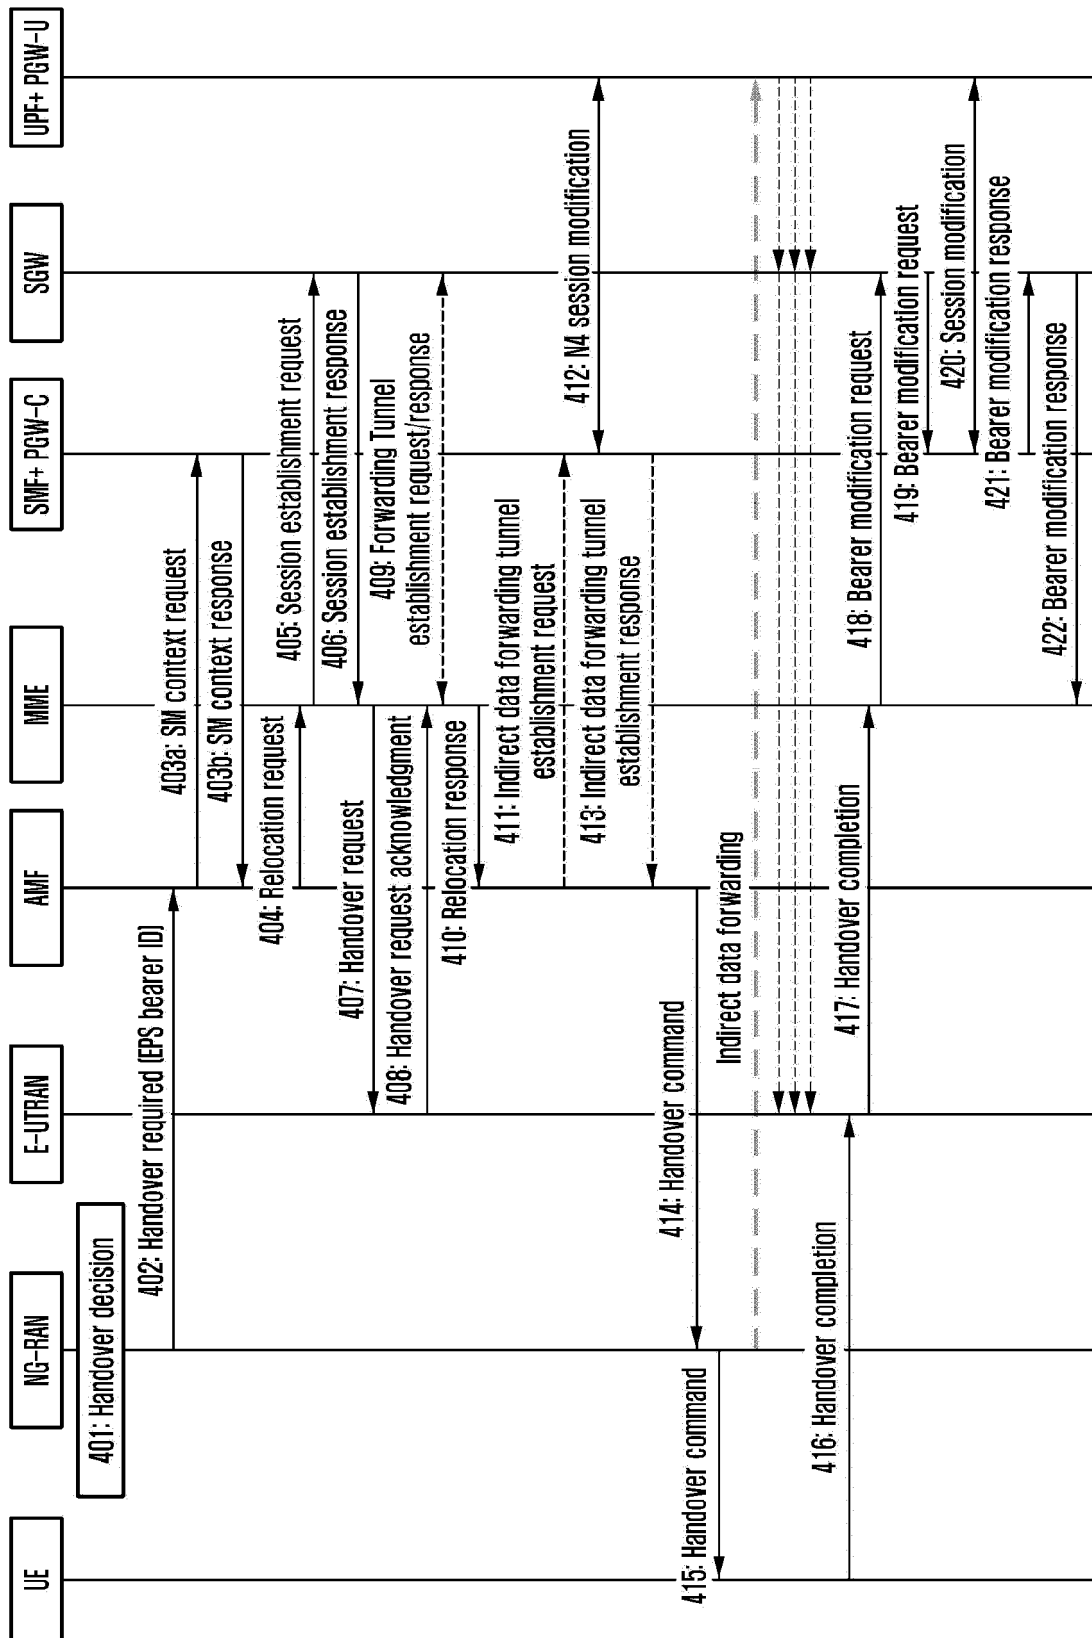 UE
NG-RAN
E-UTRAN
AMF
MME
SMF+ PGW-C
SGW
UPF+ PGW-U
401: Handover decision
402: Handover required (EPS bearer ID)
403a: SM context request
403b: SM context response
404: Relocation request
405: Session establishment request
406: Session establishment response
407: Handover request
408: Handover request acknowledgment
409: Forwarding Tunnel
establishment request/response
410: Relocation response
411: Indirect data forwarding tunnel
establishment request
412: N4 session modification
413: Indirect data forwarding tunnel
establishment response
414: Handover command
415: Handover command
Indirect data forwarding
416: Handover completion
417: Handover completion
418: Bearer modification request
419: Bearer modification request
420: Session modification
421: Bearer modification response
422: Bearer modification response